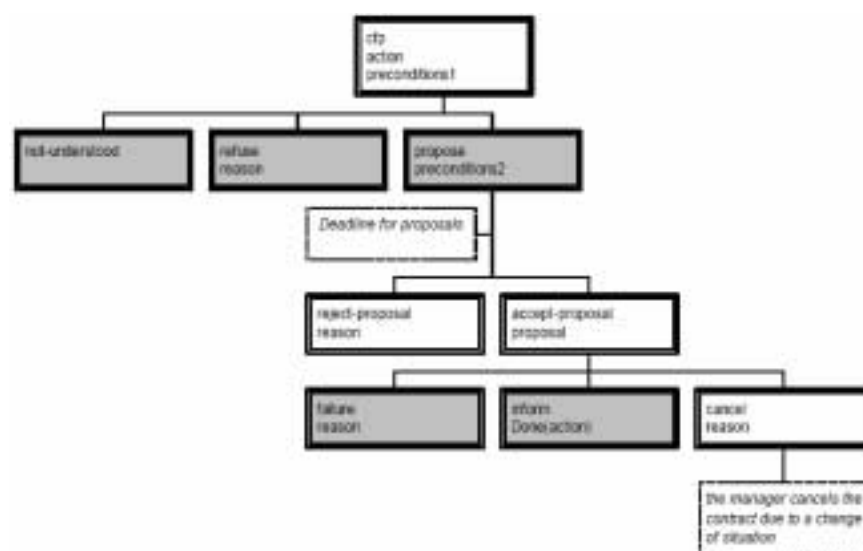 cfp
action
preconditions1
not-understood
refuse
reason
propose
preconditions2
Deadline for proposals
reject-proposal
reason
accept-proposal
proposal
failure
reason
inform
Done(action)
cancel
reason
the manager cancels the
contract due to a change
of situation